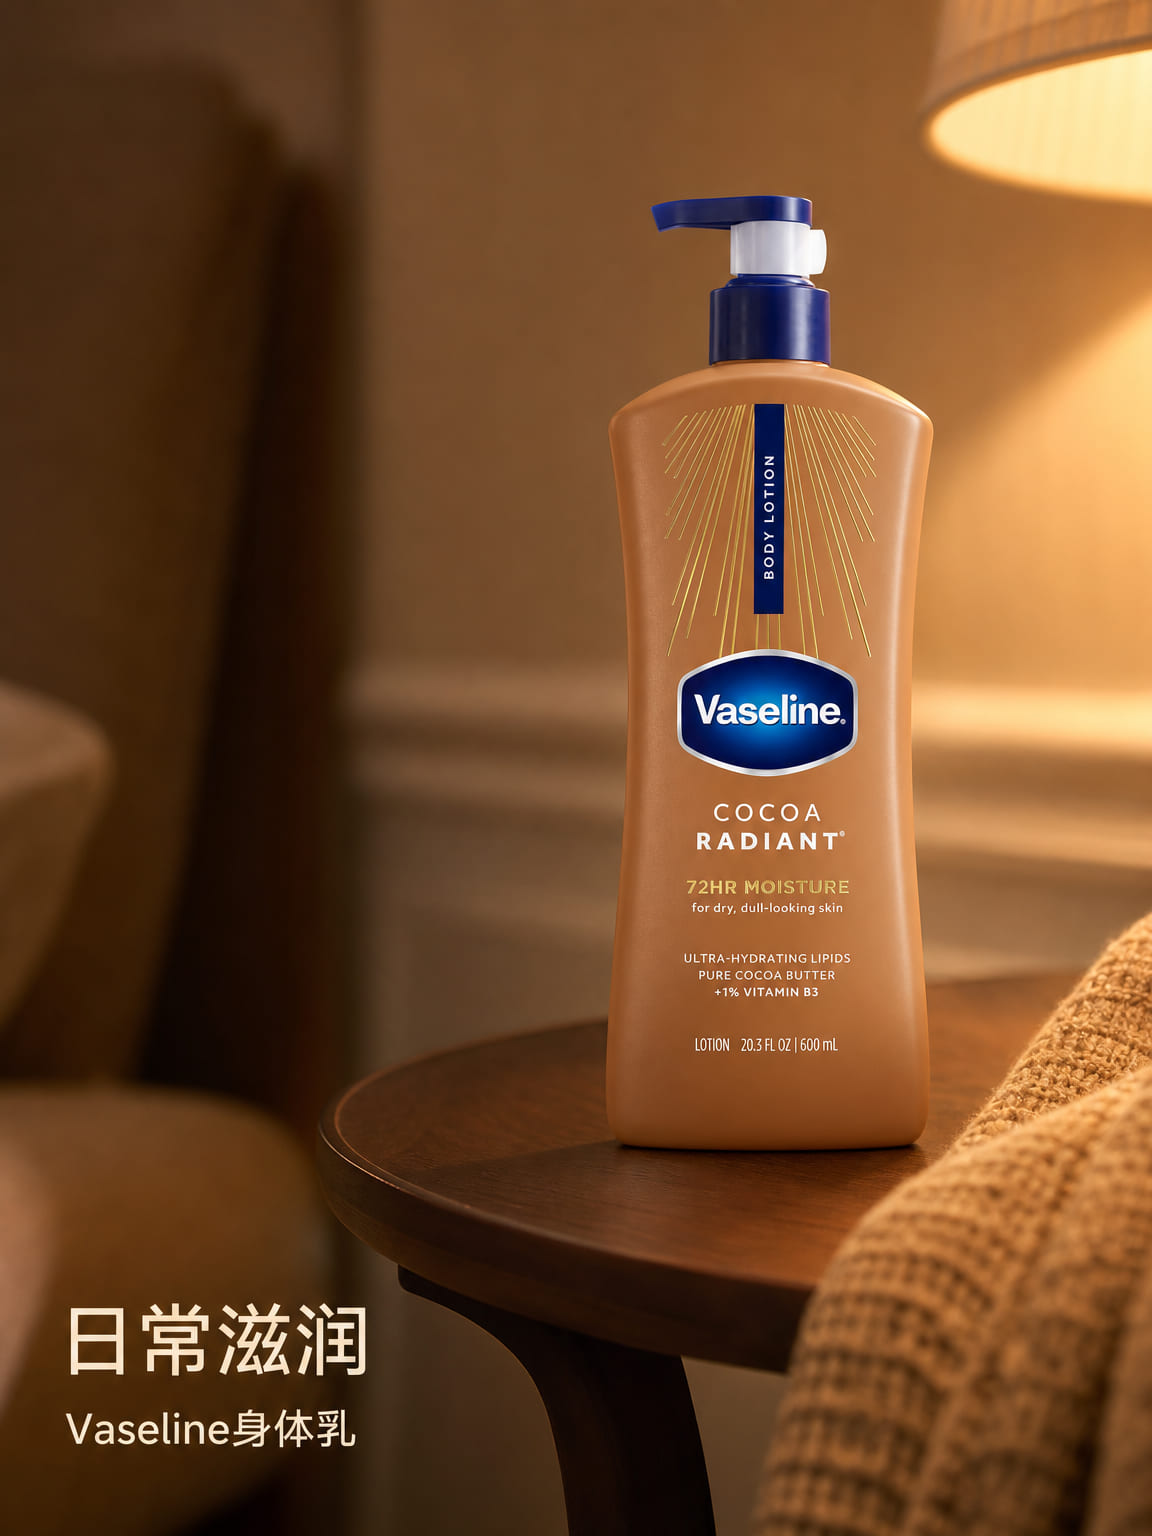 BODY LOTION
Vaseline®
COCOA
RADIANT®
72HR MOISTURE
for dry, dull-looking skin
ULTRA-HYDRATING LIPIDS
PURE COCOA BUTTER
+1% VITAMIN B3
LOTION 20.3 FL OZ | 600 mL
日常滋润
Vaseline身体乳